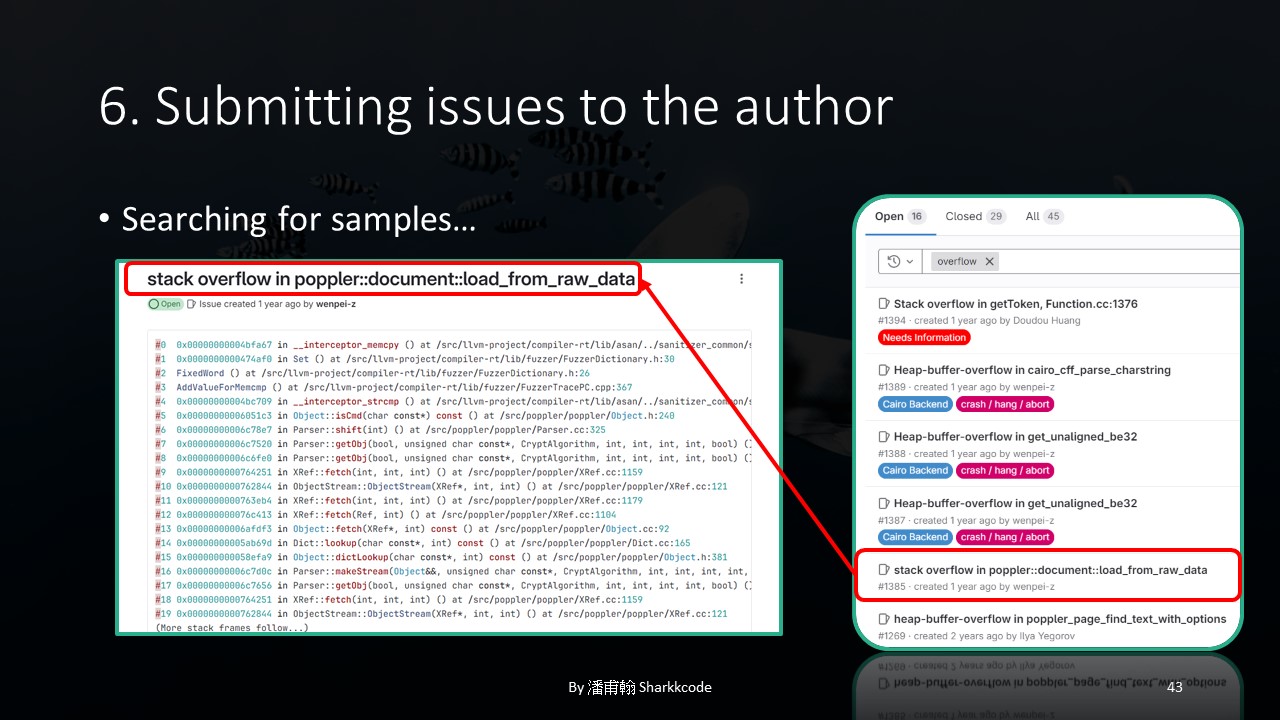 6. Submitting issues to the author
• Searching for samples...
stack overflow in poppler::document::load_from_raw_data
Open Issue created 1 year ago by wenpei-z
#0 0x00000000004bfa67 in __interceptor_memcpy () at /src/llvm-project/compiler-rt/lib/asan/../sanitizer_common/s
#1 0x0000000000474af0 in Set () at /src/llvm-project/compiler-rt/lib/fuzzer/FuzzerDictionary.h:30
#2 FixedWord () at /src/llvm-project/compiler-rt/lib/fuzzer/FuzzerDictionary.h:26
#3 AddValueForMemcmp () at /src/llvm-project/compiler-rt/lib/fuzzer/FuzzerTracePC.cpp:367
#4 0x00000000004bc709 in __interceptor_strcmp () at /src/llvm-project/compiler-rt/lib/asan/../sanitizer_common/s
#5 0x00000000006051c3 in Object::isCmd(char const*) const () at /src/poppler/poppler/Object.h:240
#6 0x00000000006c78e7 in Parser::shift(int) () at /src/poppler/poppler/Parser.cc:325
#7 0x00000000006c7520 in Parser::getObj(bool, unsigned char const*, CryptAlgorithm, int, int, int, int, bool) ()
#8 0x00000000006c6fe0 in Parser::getObj(bool, unsigned char const*, CryptAlgorithm, int, int, int, int, bool) ()
#9 0x0000000000764251 in XRef::fetch(int, int, int) () at /src/poppler/poppler/XRef.cc:1159
#10 0x0000000000762844 in ObjectStream::ObjectStream(XRef*, int, int) () at /src/poppler/poppler/XRef.cc:121
#11 0x0000000000763eb4 in XRef::fetch(int, int, int) () at /src/poppler/poppler/XRef.cc:1179
#12 0x000000000076c413 in XRef::fetch(Ref, int) () at /src/poppler/poppler/XRef.cc:1104
#13 0x00000000006afdf3 in Object::fetch(XRef*, int) const () at /src/poppler/poppler/Object.cc:92
#14 0x00000000005ab69d in Dict::lookup(char const*, int) const () at /src/poppler/poppler/Dict.cc:165
#15 0x000000000058efa9 in Object::dictLookup(char const*, int) const () at /src/poppler/poppler/Object.h:381
#16 0x00000000006c7d0c in Parser::makeStream(Object&&, unsigned char const*, CryptAlgorithm, int, int, int, int,
#17 0x00000000006c7656 in Parser::getObj(bool, unsigned char const*, CryptAlgorithm, int, int, int, int, bool) ()
#18 0x0000000000764251 in XRef::fetch(int, int, int) () at /src/poppler/poppler/XRef.cc:1159
#19 0x0000000000762844 in ObjectStream::ObjectStream(XRef*, int, int) () at /src/poppler/poppler/XRef.cc:121
(More stack frames follow...)
Open 16 Closed 29 All 45
overflow
Stack overflow in getToken, Function.cc:1376
#1394 · created 1 year ago by Doudou Huang
Needs Information
Heap-buffer-overflow in cairo_cff_parse_charstring
#1389 · created 1 year ago by wenpei-z
Cairo Backend crash / hang / abort
Heap-buffer-overflow in get_unaligned_be32
#1388 · created 1 year ago by wenpei-z
Cairo Backend crash / hang / abort
Heap-buffer-overflow in get_unaligned_be32
#1387 · created 1 year ago by wenpei-z
Cairo Backend crash / hang / abort
stack overflow in poppler::document::load_from_raw_data
#1385 · created 1 year ago by wenpei-z
heap-buffer-overflow in poppler_page_find_text_with_options
#1269 · created 2 years ago by Ilya Yegorov
By 潘甫翰 Sharkkcode
43